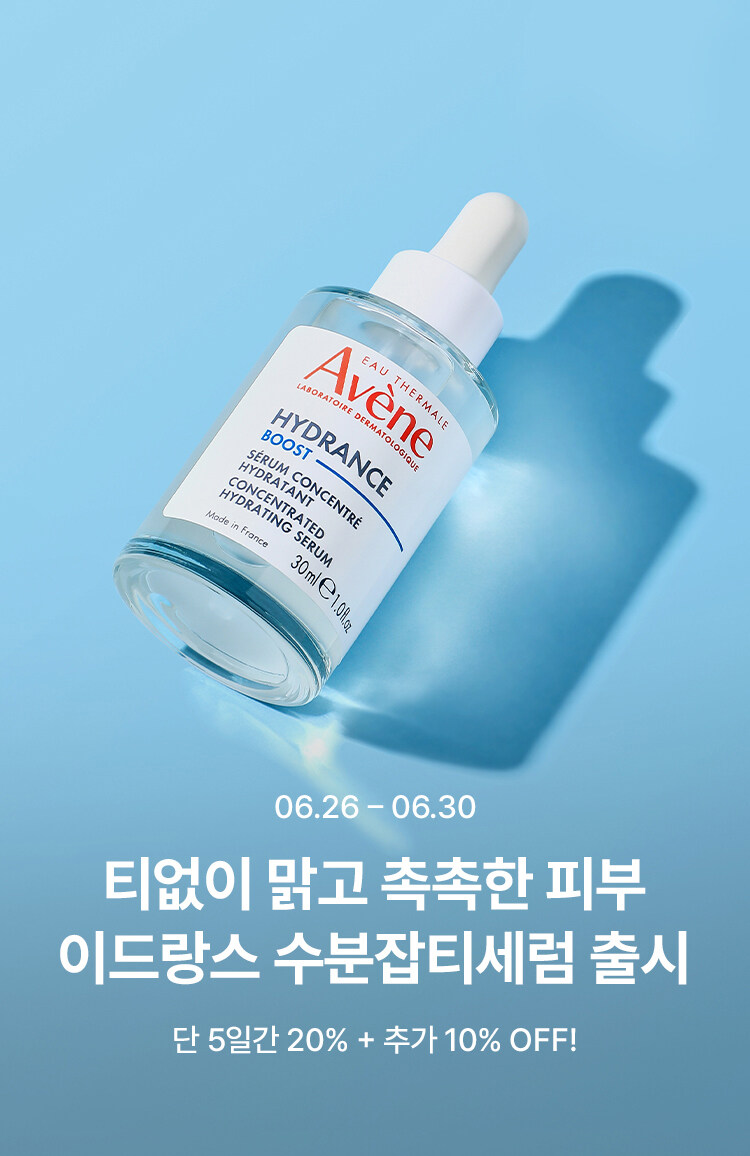 EAU THERMALE
Avène
LABORATOIRE DERMATOLOGIQUE
HYDRANCE
BOOST
SÉRUM CONCENTRÉ
HYDRATANT
CONCENTRATED
HYDRATING SERUM
Made in France
30ml ℮ 1.0fl.oz
06.26 – 06.30
티없이 맑고 촉촉한 피부
이드랑스 수분잡티세럼 출시
단 5일간 20% + 추가 10% OFF!